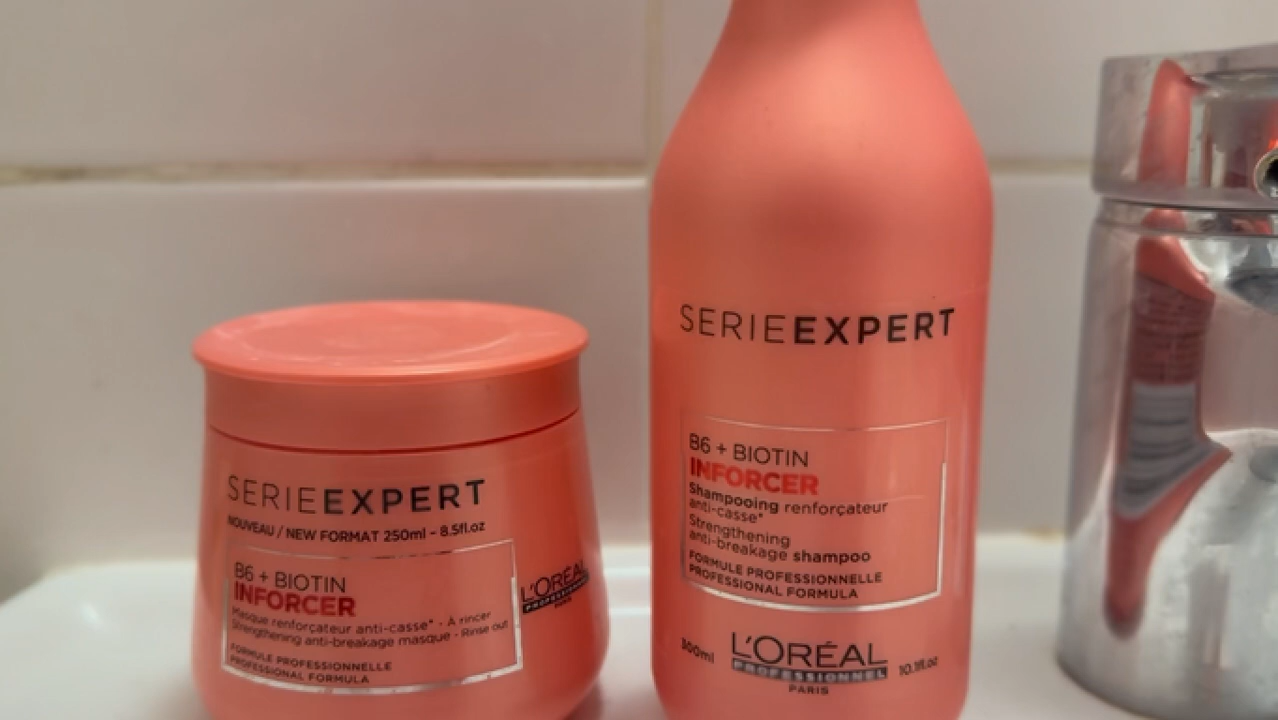 SERIEEXPERT
NOUVEAU / NEW FORMAT 250ml - 8.5fl.oz
B6 + BIOTIN
INFORCER
Masque renforçateur anti-casse* - À rincer
Strengthening anti-breakage masque - Rinse out
FORMULE PROFESSIONNELLE
PROFESSIONAL FORMULA
L'ORÉAL
PROFESSIONNEL
PARIS
SERIEEXPERT
B6 + BIOTIN
INFORCER
Shampooing renforçateur
anti-casse*
Strengthening
anti-breakage shampoo
FORMULE PROFESSIONNELLE
PROFESSIONAL FORMULA
300ml
L'ORÉAL
PROFESSIONNEL
PARIS
10.1fl.oz